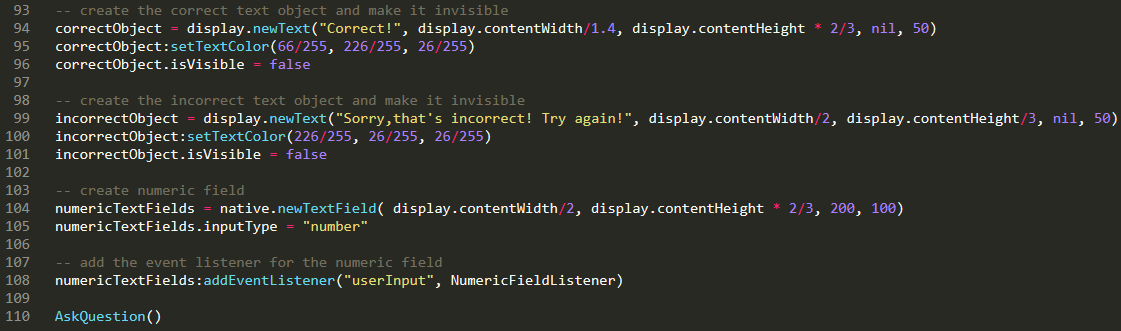 93 -- create the correct text object and make it invisible
94 correctObject = display.newText("Correct!", display.contentWidth/1.4, display.contentHeight * 2/3, nil, 50)
95 correctObject:setTextColor(66/255, 226/255, 26/255)
96 correctObject.isVisible = false
97
98 -- create the incorrect text object and make it invisible
99 incorrectObject = display.newText("Sorry,that's incorrect! Try again!", display.contentWidth/2, display.contentHeight/3, nil, 50)
100 incorrectObject:setTextColor(226/255, 26/255, 26/255)
101 incorrectObject.isVisible = false
102
103 -- create numeric field
104 numericTextFields = native.newTextField( display.contentWidth/2, display.contentHeight * 2/3, 200, 100)
105 numericTextFields.inputType = "number"
106
107 -- add the event listener for the numeric field
108 numericTextFields:addEventListener("userInput", NumericFieldListener)
109
110 AskQuestion()